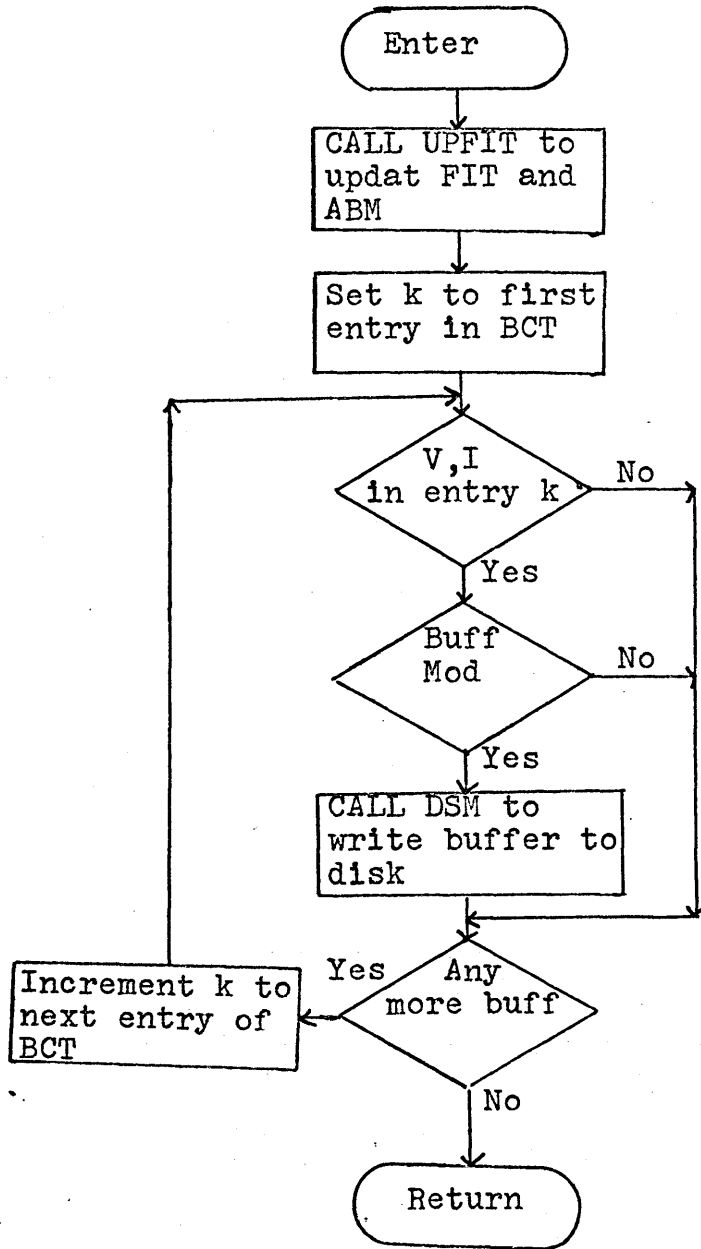 Enter
CALL UPFIT to
updat FIT and
ABM
Set k to first
entry in BCT
V,I
in entry k
No
Yes
Buff
Mod
No
Yes
CALL DSM to
write buffer to
disk
Any
more buff
Yes
Increment k to
next entry of
BCT
No
Return